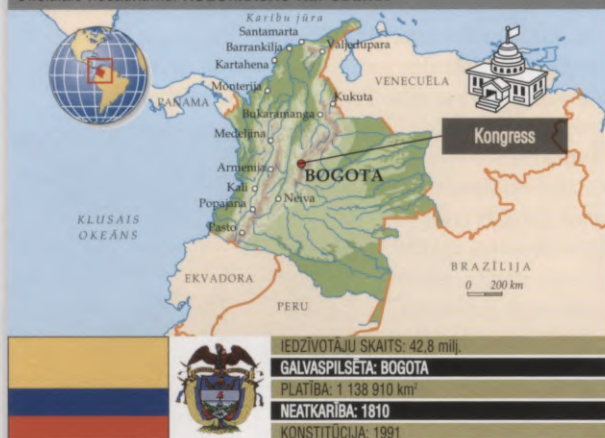 Karību jūra
Santamarta
Barrankilja
Valjedupara
Kartahena
VENECUĒLA
Monterija
Kukuta
PANAMA
Bukaramanga
Medeljina
Kongress
Armenija
BOGOTA
Kali
Neiva
Popajana
KLUSAIS
OKEĀNS
Pasto
BRAZĪLIJA
0 200 km
EKVADORA
PERU
IEDZĪVOTĀJU SKAITS: 42,8 milj.
GALVASPILSĒTA: BOGOTA
PLATĪBA: 1 138 910 km²
NEATKARĪBA: 1810
KONSTITŪCIJA: 1991